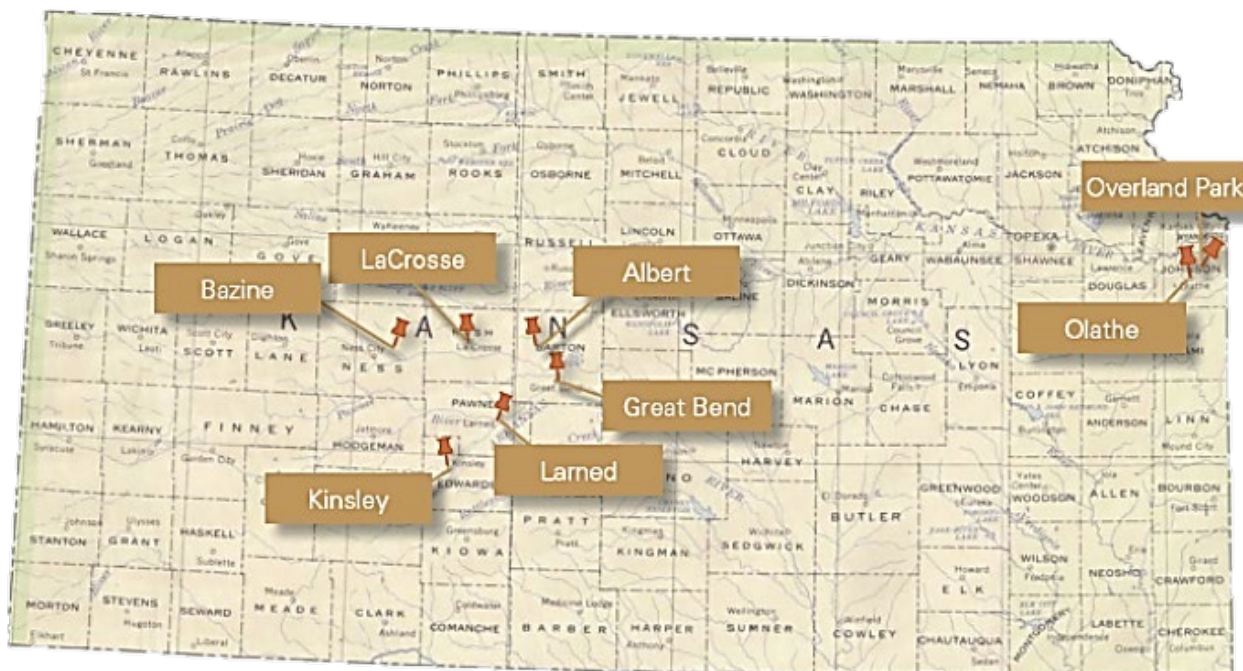 CHEYENNE
St Francis
Atwood
RAWLINS
Oberlin
DECATUR
Norton
NORTON
PHILLIPS
Phillipsburg
SMITH
Smith
Center
Mankato
JEWELL
Belleville
REPUBLIC
Washington
WASHINGTON
Marysville
MARSHALL
Seneca
NEMAHA
Hiawatha
BROWN
DONIPHAN
Troy
SHERMAN
Goodland
Colby
THOMAS
Hoxie
SHERIDAN
Hill City
GRAHAM
Stockton
ROOKS
Osborne
OSBORNE
Beloit
MITCHELL
Concordia
CLOUD
Clay
Center
CLAY
RILEY
Manhattan
Westmoreland
POTTAWATOMIE
Holton
JACKSON
Atchison
ATCHISON
Overland Park
WALLACE
Sharon Springs
Oakley
LOGAN
Gove
GOVE
WaKeeney
LaCrosse
Bazine
RUSSELL
LINCOLN
Lincoln
Minneapolis
OTTAWA
Albert
SALINE
Abilene
DICKINSON
Junction City
GEARY
Alma
WABAUNSEE
KANSAS
RIVER
TOPEKA
SHAWNEE
Lawrence
DOUGLAS
JOHNSON
Olathe
GREELEY
Tribune
WICHITA
Leoti
Scott City
SCOTT
Dighton
LANE
Ness City
NESS
LaCrosse
BARTON
ELLSWORTH
K A N S A S
MORRIS
Council
Grove
LYON
Emporia
Great Bend
MC PHERSON
Marion
MARION
Cottonwood
Falls
CHASE
COFFEY
Burlington
Garnett
ANDERSON
LINN
Mound City
HAMILTON
Syracuse
KEARNY
Lakin
FINNEY
Garden City
Jetmore
HODGEMAN
PAWNEE
Larned
Larned
Kinsley
Kinsley
EDWARDS
Newton
HARVEY
El Dorado
BUTLER
GREENWOOD
Eureka
Yates
Center
WOODSON
Iola
ALLEN
BOURBON
Fort Scott
Johnson
STANTON
Ulysses
GRANT
HASKELL
Sublette
Greensburg
KIOWA
PRATT
Pratt
Kingman
KINGMAN
Wichita
SEDGWICK
Howard
ELK
WILSON
Fredonia
Erie
NEOSHO
Girard
CRAWFORD
MORTON
Elkhart
STEVENS
Hugoton
SEWARD
Liberal
Meade
MEADE
CLARK
Ashland
Coldwater
COMANCHE
Medicine Lodge
BARBER
HARPER
Anthony
Wellington
SUMNER
Winfield
COWLEY
CHAUTAUQUA
Sedan
MONTGOMERY
Independence
LABETTE
Oswego
CHEROKEE
Columbus